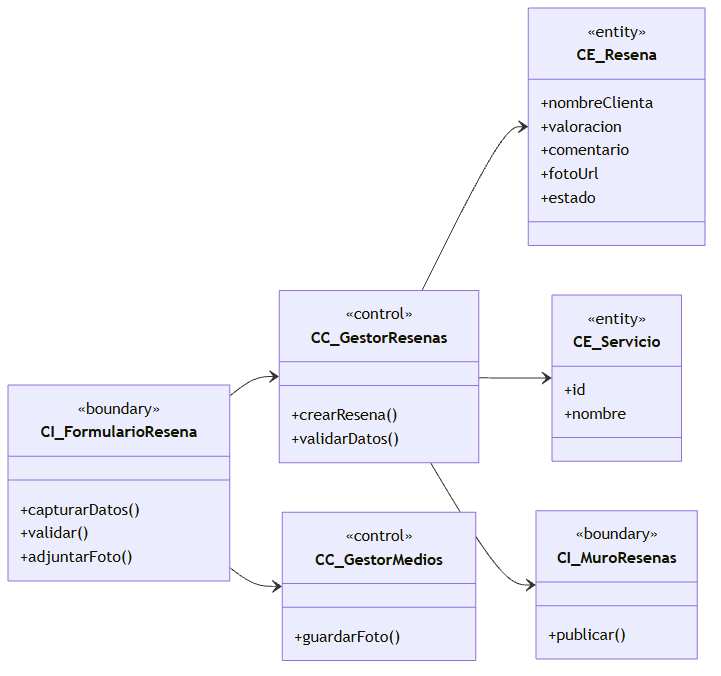 «entity»
CE_Resena
+nombreClienta
+valoracion
+comentario
+fotoUrl
+estado
«control»
CC_GestorResenas
+crearResena()
+validarDatos()
«entity»
CE_Servicio
+id
+nombre
«boundary»
CI_FormularioResena
+capturarDatos()
+validar()
+adjuntarFoto()
«control»
CC_GestorMedios
+guardarFoto()
«boundary»
CI_MuroResenas
+publicar()